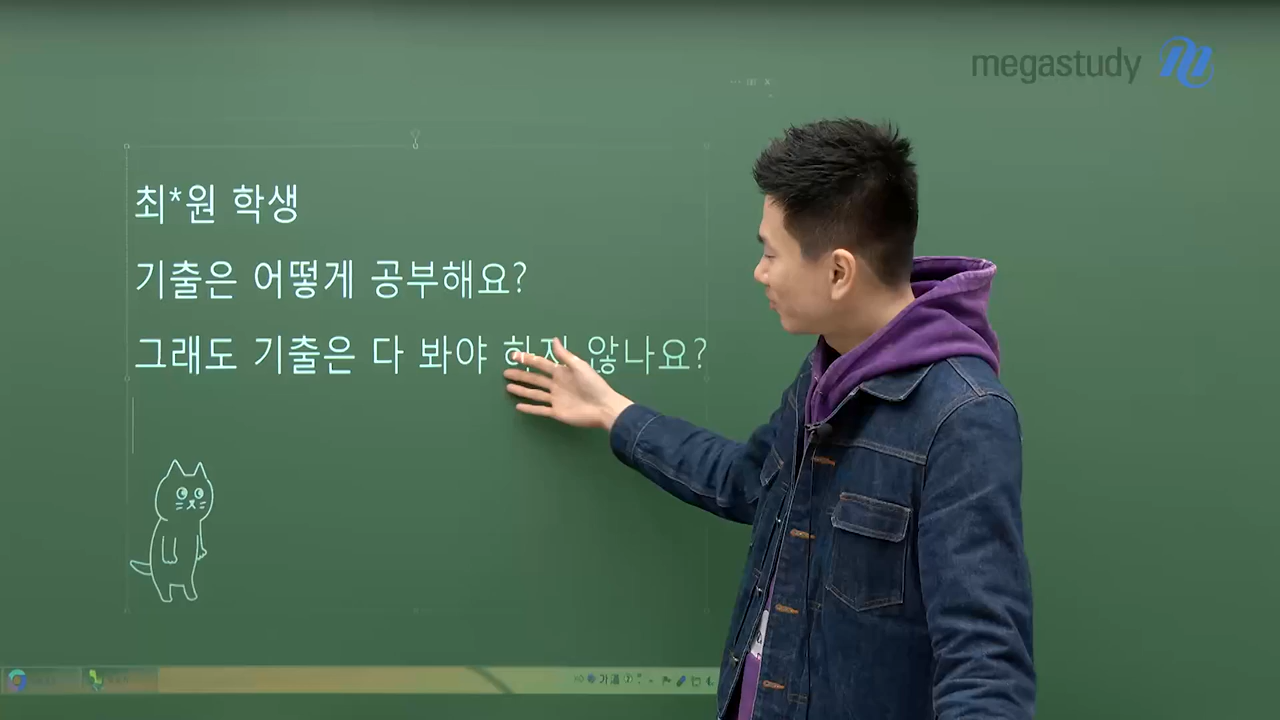 megastudy
최*원 학생
기출은 어떻게 공부해요?
그래도 기출은 다 봐야 하지 않나요?